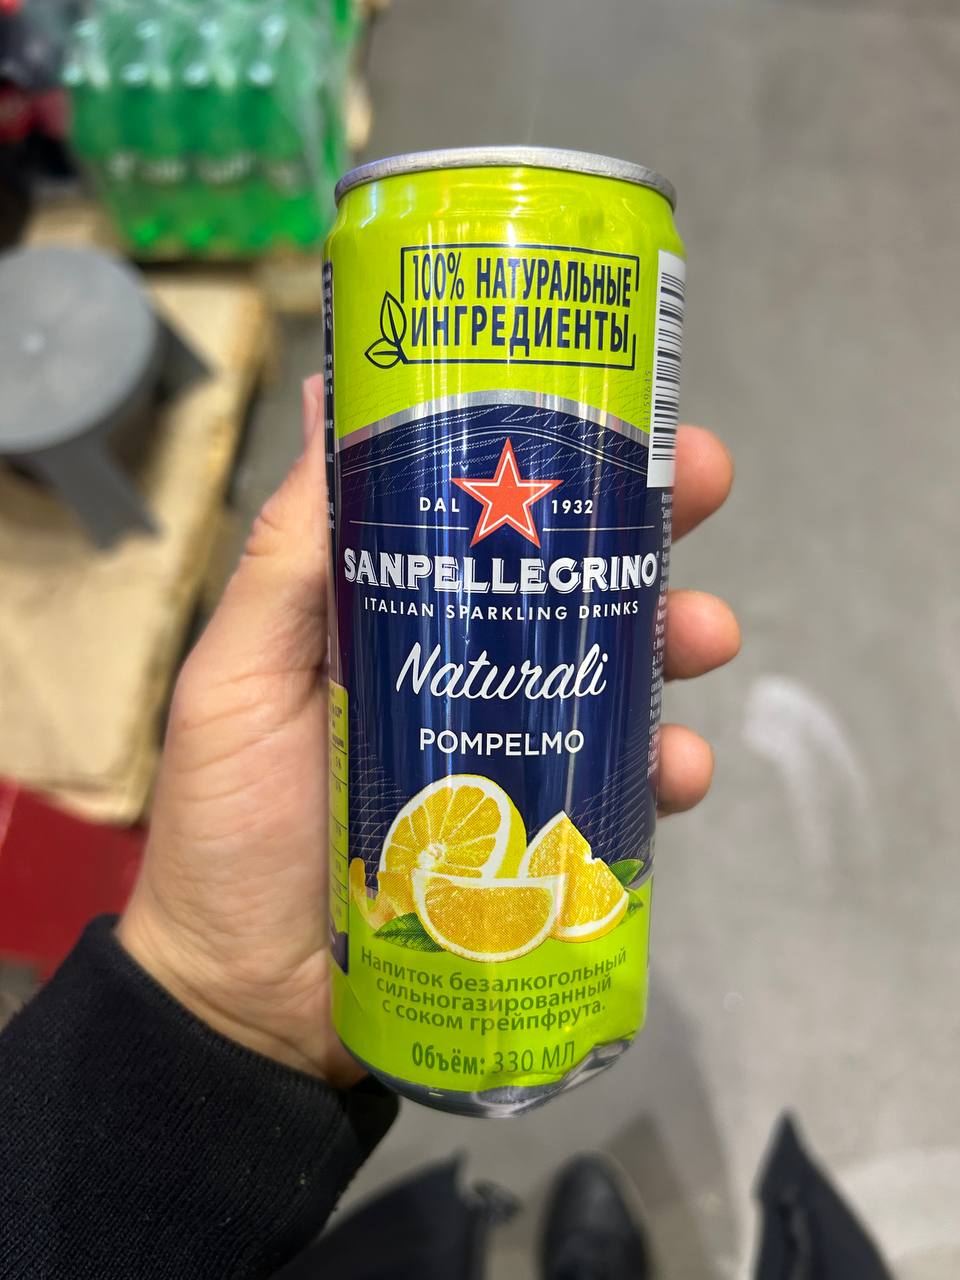 100% НАТУРАЛЬНЫЕ
ИНГРЕДИЕНТЫ
DAL 1932
SANPELLEGRINO
ITALIAN SPARKLING DRINKS
Naturali
POMPELMO
Напиток безалкогольный
сильногазированный
с соком грейпфрута.
Объём: 330 МЛ